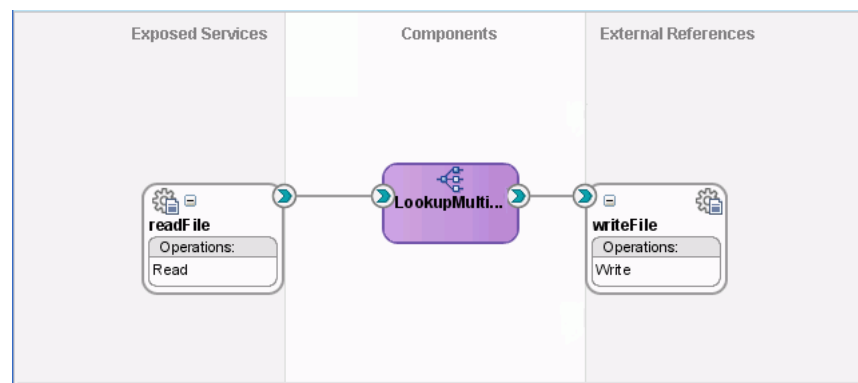 Exposed Services
Components
External References
LookupMulti...
readFile
Operations:
Read
writeFile
Operations:
Write